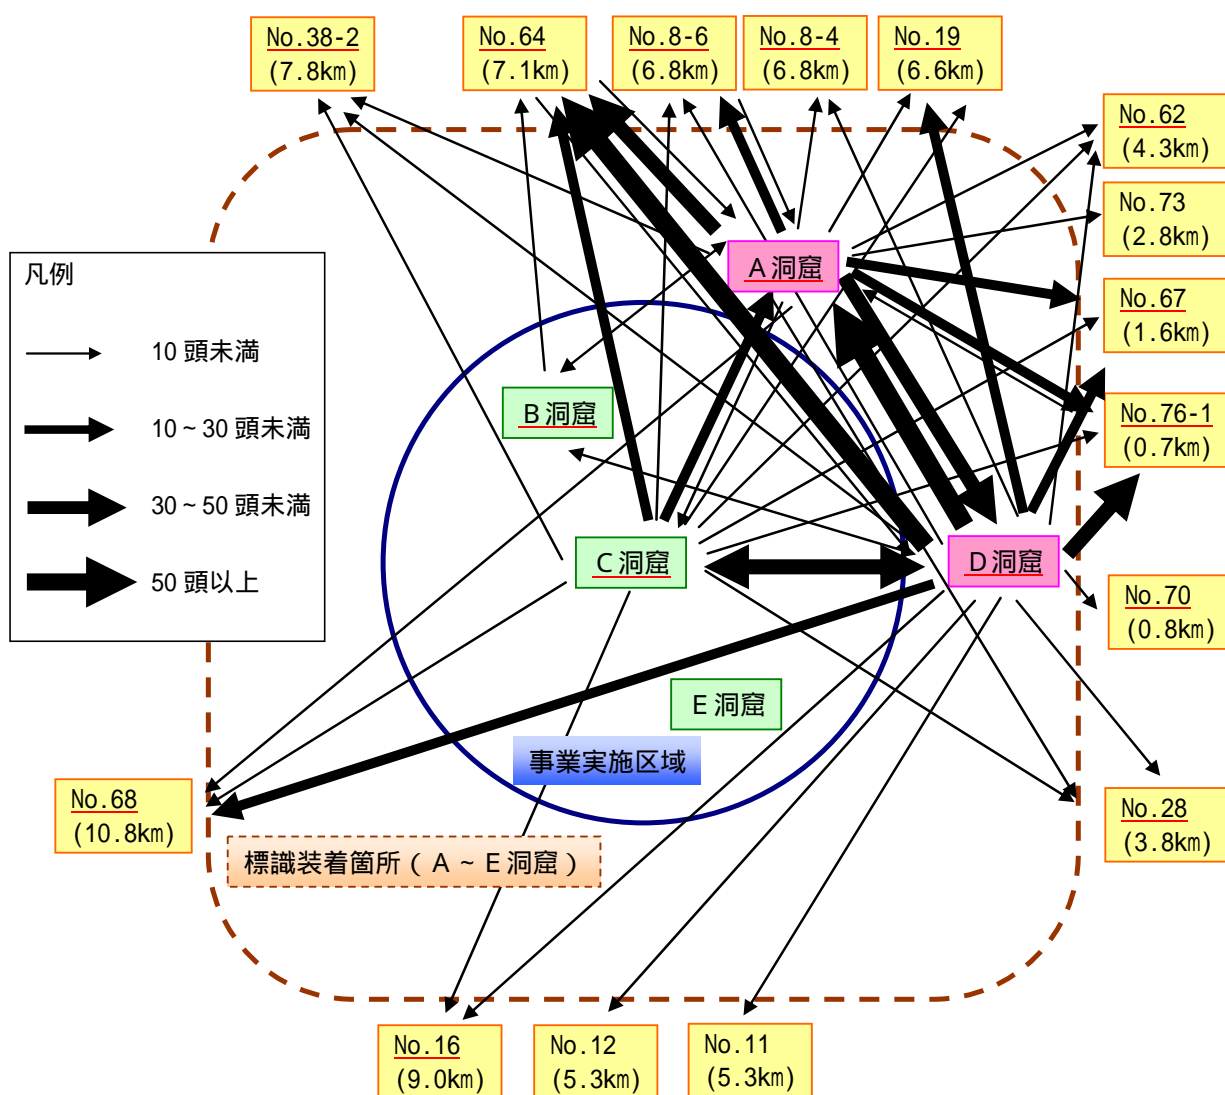 No.38-2
(7.8km)
No.64
(7.1km)
No.8-6
(6.8km)
No.8-4
(6.8km)
No.19
(6.6km)
No.62
(4.3km)
No.73
(2.8km)
No.67
(1.6km)
No.76-1
(0.7km)
No.70
(0.8km)
No.28
(3.8km)
凡例
10 頭未満
10~30 頭未満
30~50 頭未満
50 頭以上
A 洞窟
B 洞窟
C 洞窟
D 洞窟
E 洞窟
事業実施区域
標識装着箇所 ( A ~ E 洞窟 )
No.68
(10.8km)
No.16
(9.0km)
No.12
(5.3km)
No.11
(5.3km)